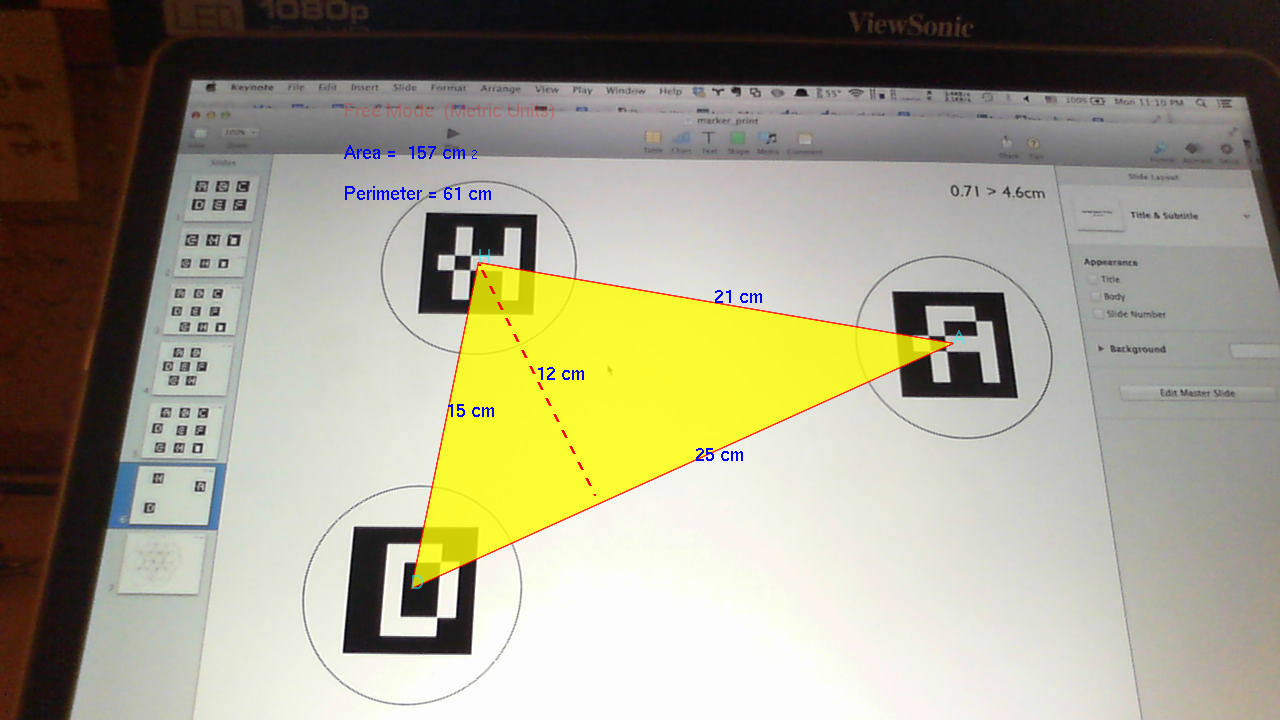 LED 1080p
ViewSonic
Keynote File Edit Insert Slide Format Arrange View Play Window Help 55° 100% Mon 11:10 PM
Free Mode (Metric Units)
marker_print
100%
Table Chart Text Shape Media Comment
Share Tips
Slides
Slide Layout
Area = 157 cm 2
Perimeter = 61 cm
0.71 > 4.6cm
Title & Subtitle
Appearance
Title
Body
Slide Number
Background
Edit Master Slide
H
A
D
21 cm
12 cm
15 cm
25 cm
A B C
D E F
G H
A B C
D E F
G H
A B
D E F
G H
A B C
D E F
G H
H
A
D